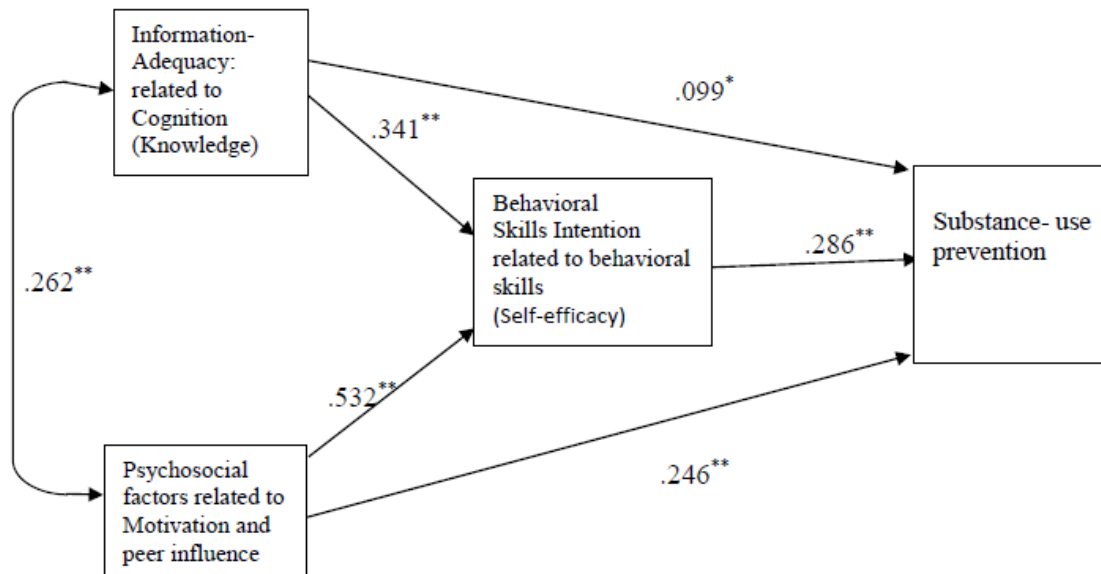 Information-
Adequacy:
related to
Cognition
(Knowledge)
.099*
.341**
Behavioral
Skills Intention
related to behavioral
skills
(Self-efficacy)
.286**
Substance- use
prevention
.262**
.532**
.246**
Psychosocial
factors related to
Motivation and
peer influence